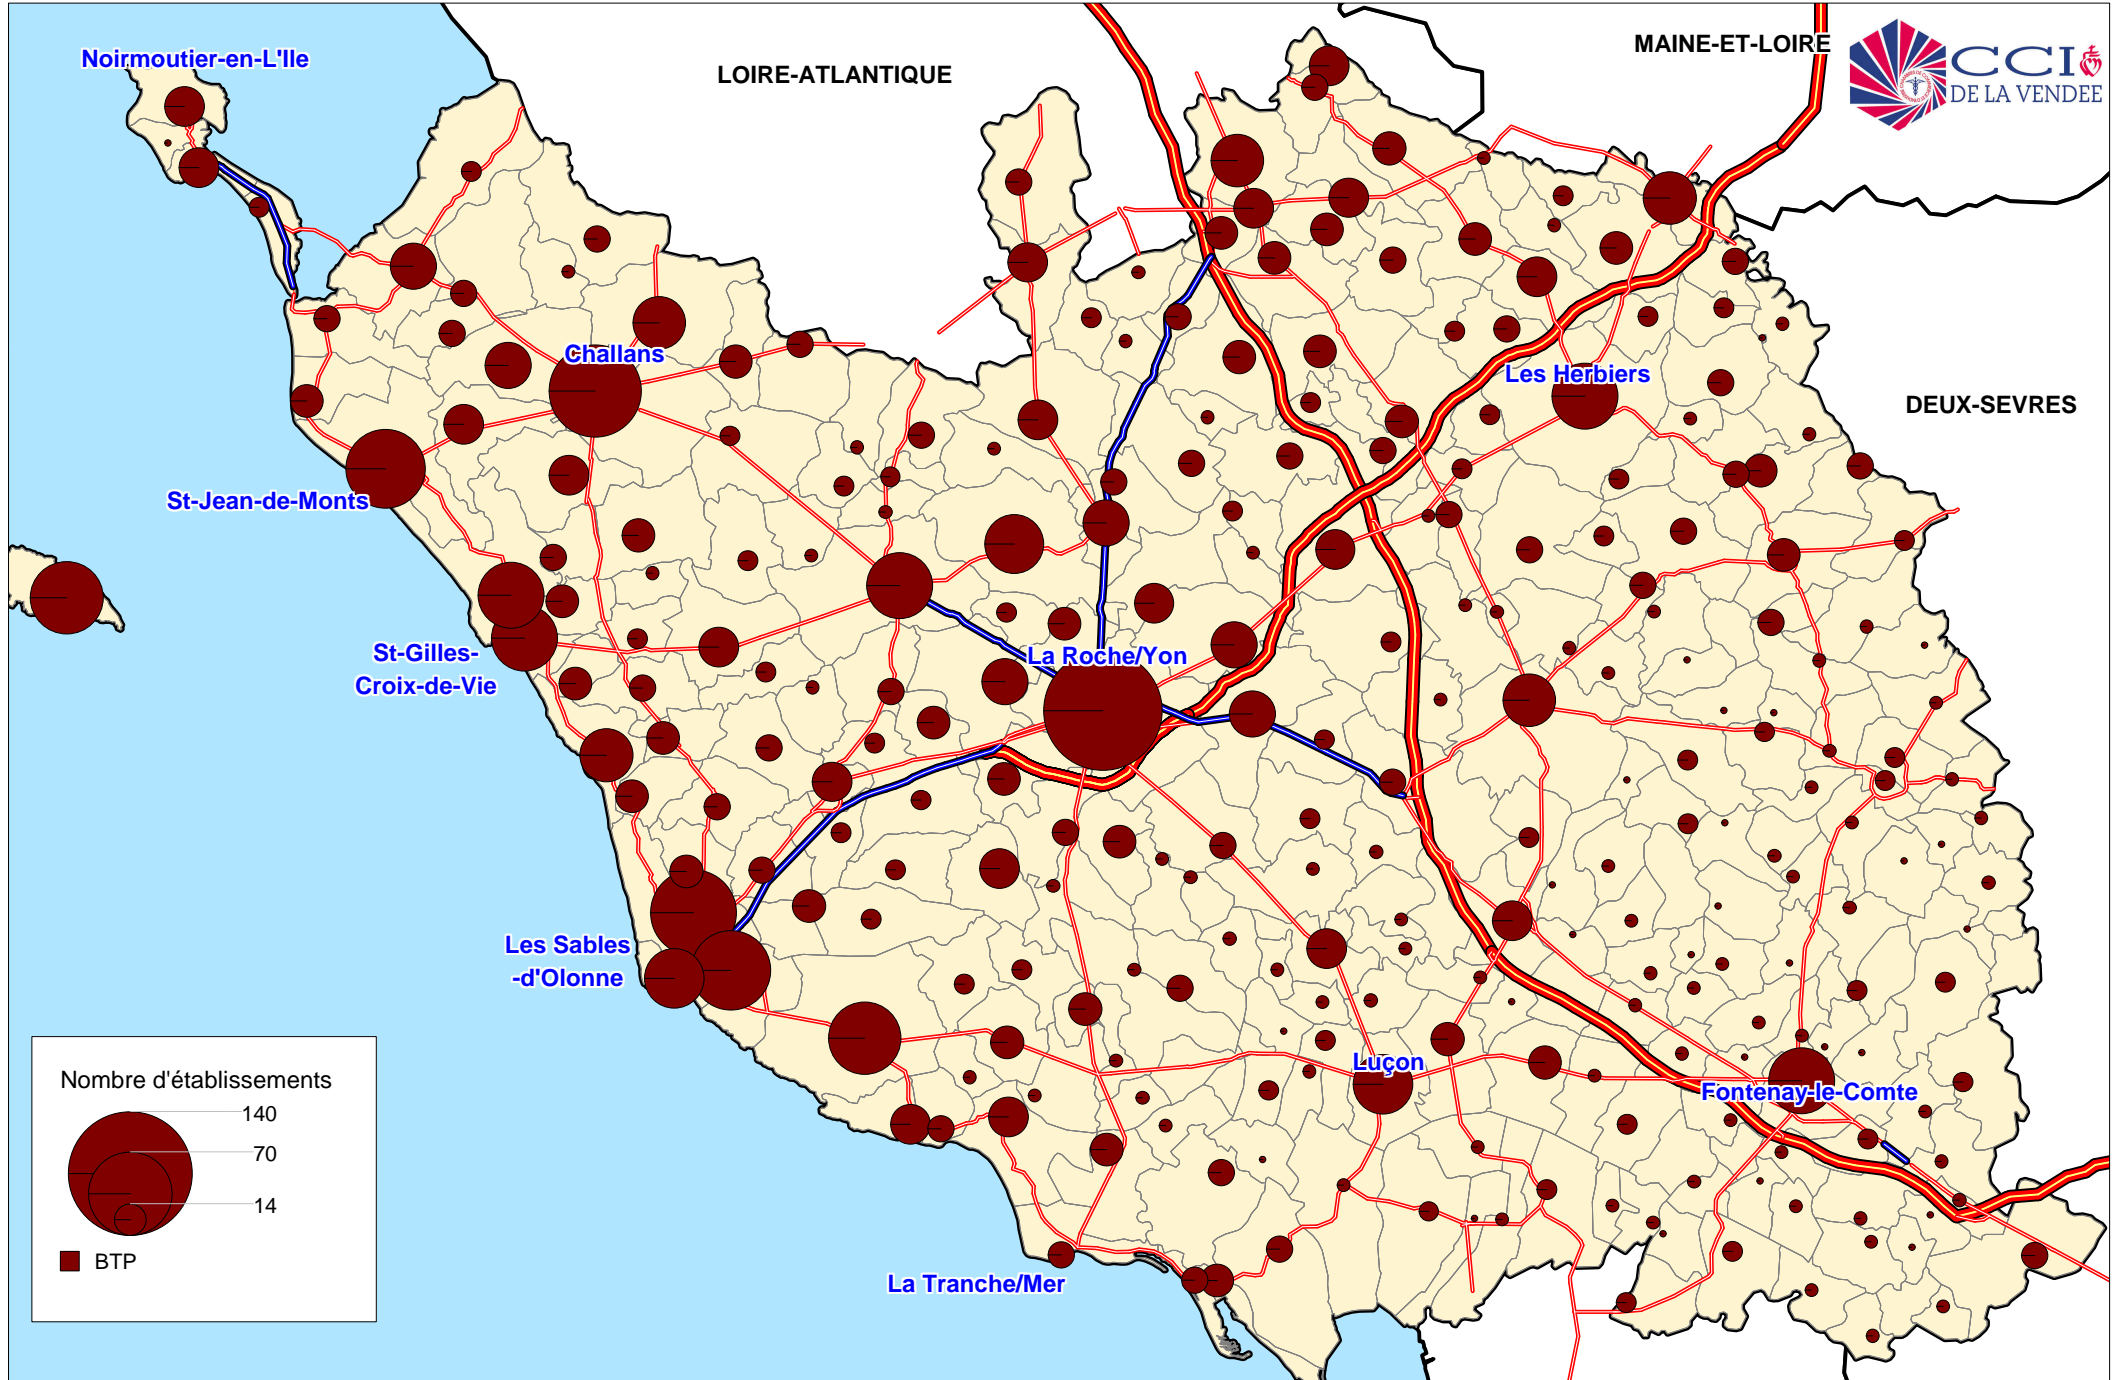 Noirmoutier-en-L'Ile
LOIRE-ATLANTIQUE
MAINE-ET-LOIRE
CCI
DE LA VENDEE
Challans
Les Herbiers
DEUX-SEVRES
St-Jean-de-Monts
St-Gilles-
Croix-de-Vie
La Roche/Yon
Les Sables
-d'Olonne
Luçon
Fontenay-le-Comte
La Tranche/Mer
Nombre d'établissements
140
70
14
BTP